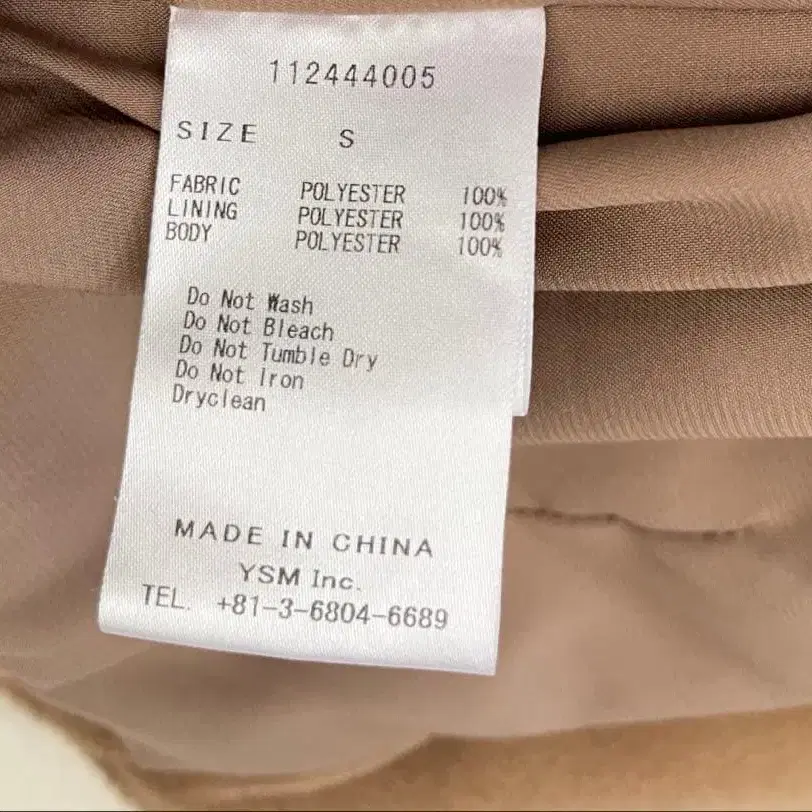 112444005
SIZE S
FABRIC POLYESTER 100%
LINING POLYESTER 100%
BODY POLYESTER 100%
Do Not Wash
Do Not Bleach
Do Not Tumble Dry
Do Not Iron
Dryclean
MADE IN CHINA
YSM Inc.
TEL. +81-3-6804-6689